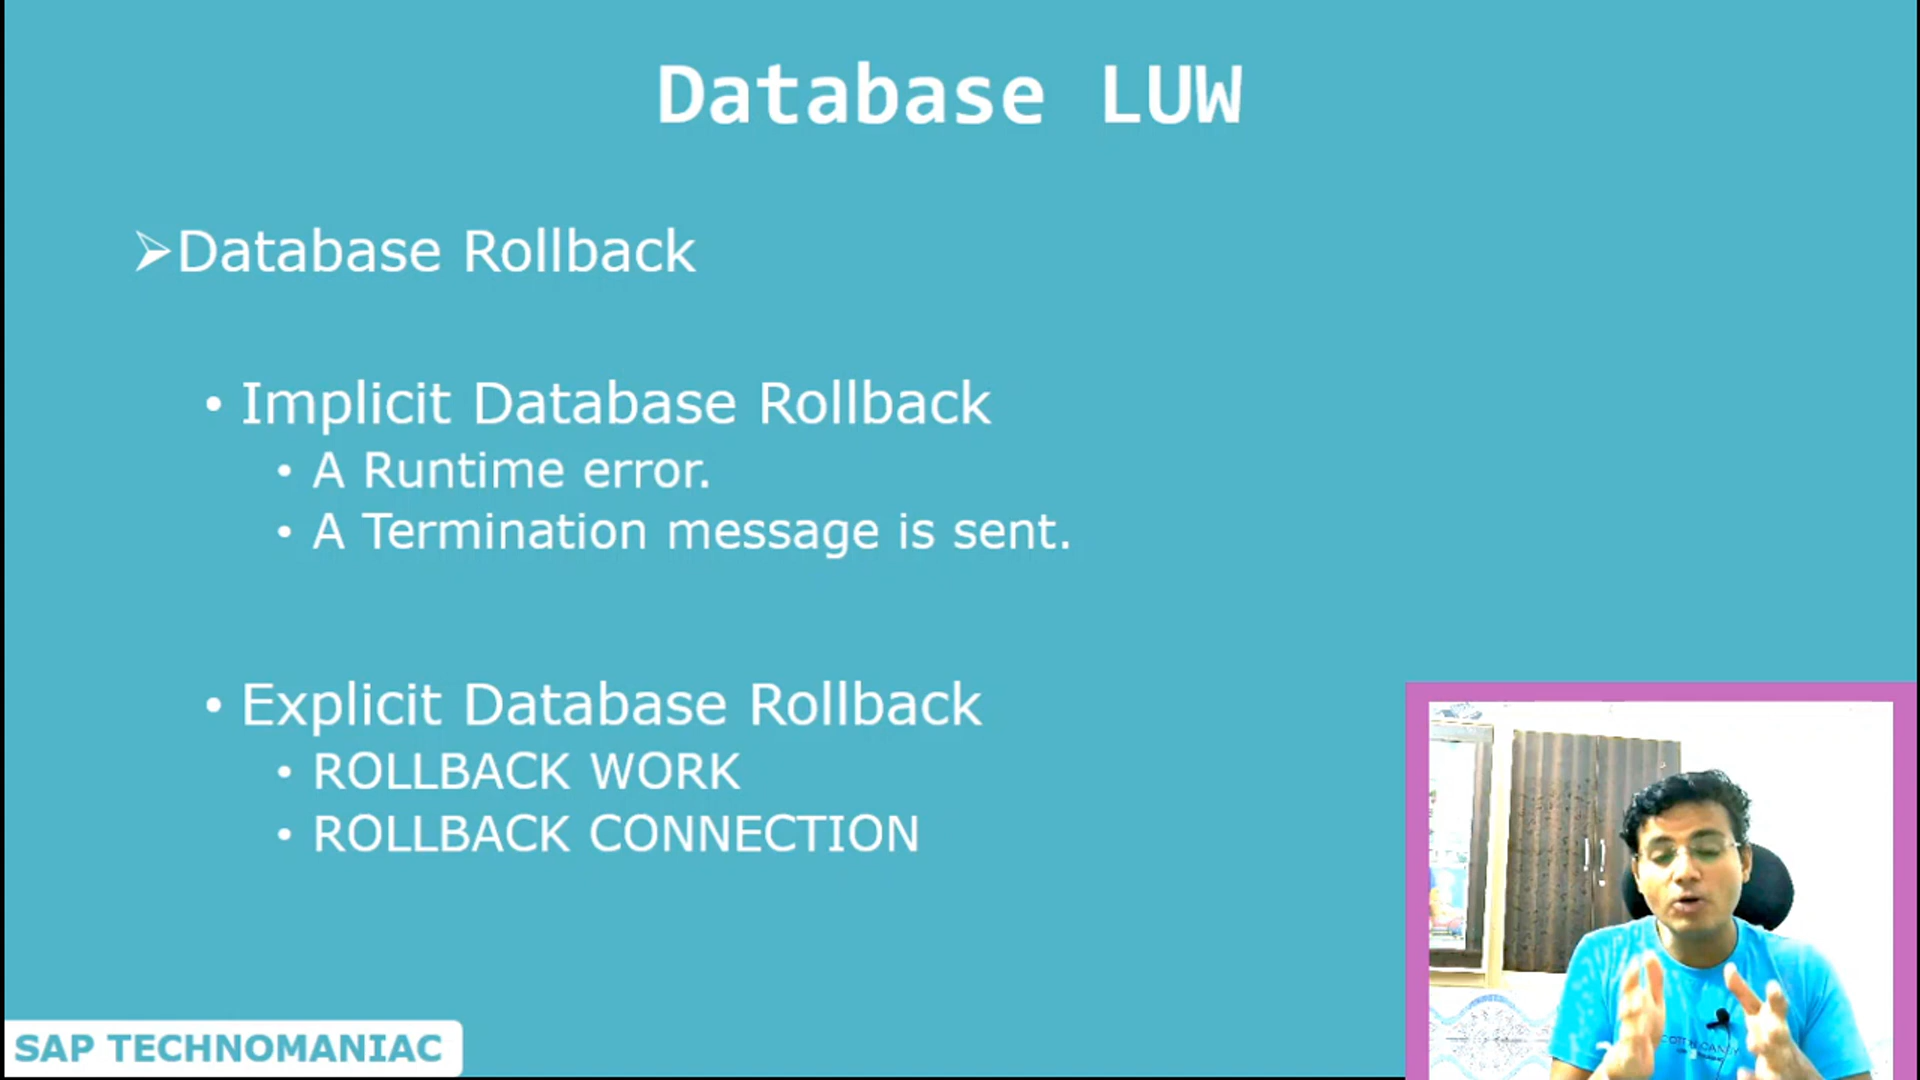 Database LUW
➢Database Rollback
• Implicit Database Rollback
• A Runtime error.
• A Termination message is sent.
• Explicit Database Rollback
• ROLLBACK WORK
• ROLLBACK CONNECTION
SAP TECHNOMANIAC